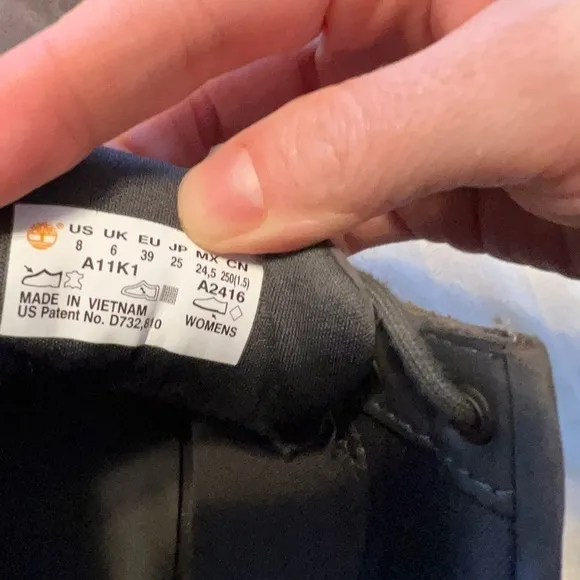 US UK EU JP MX CN
8 6 39 25 24,5 250(1.5)
A11K1 A2416
MADE IN VIETNAM
US Patent No. D732,810
WOMENS